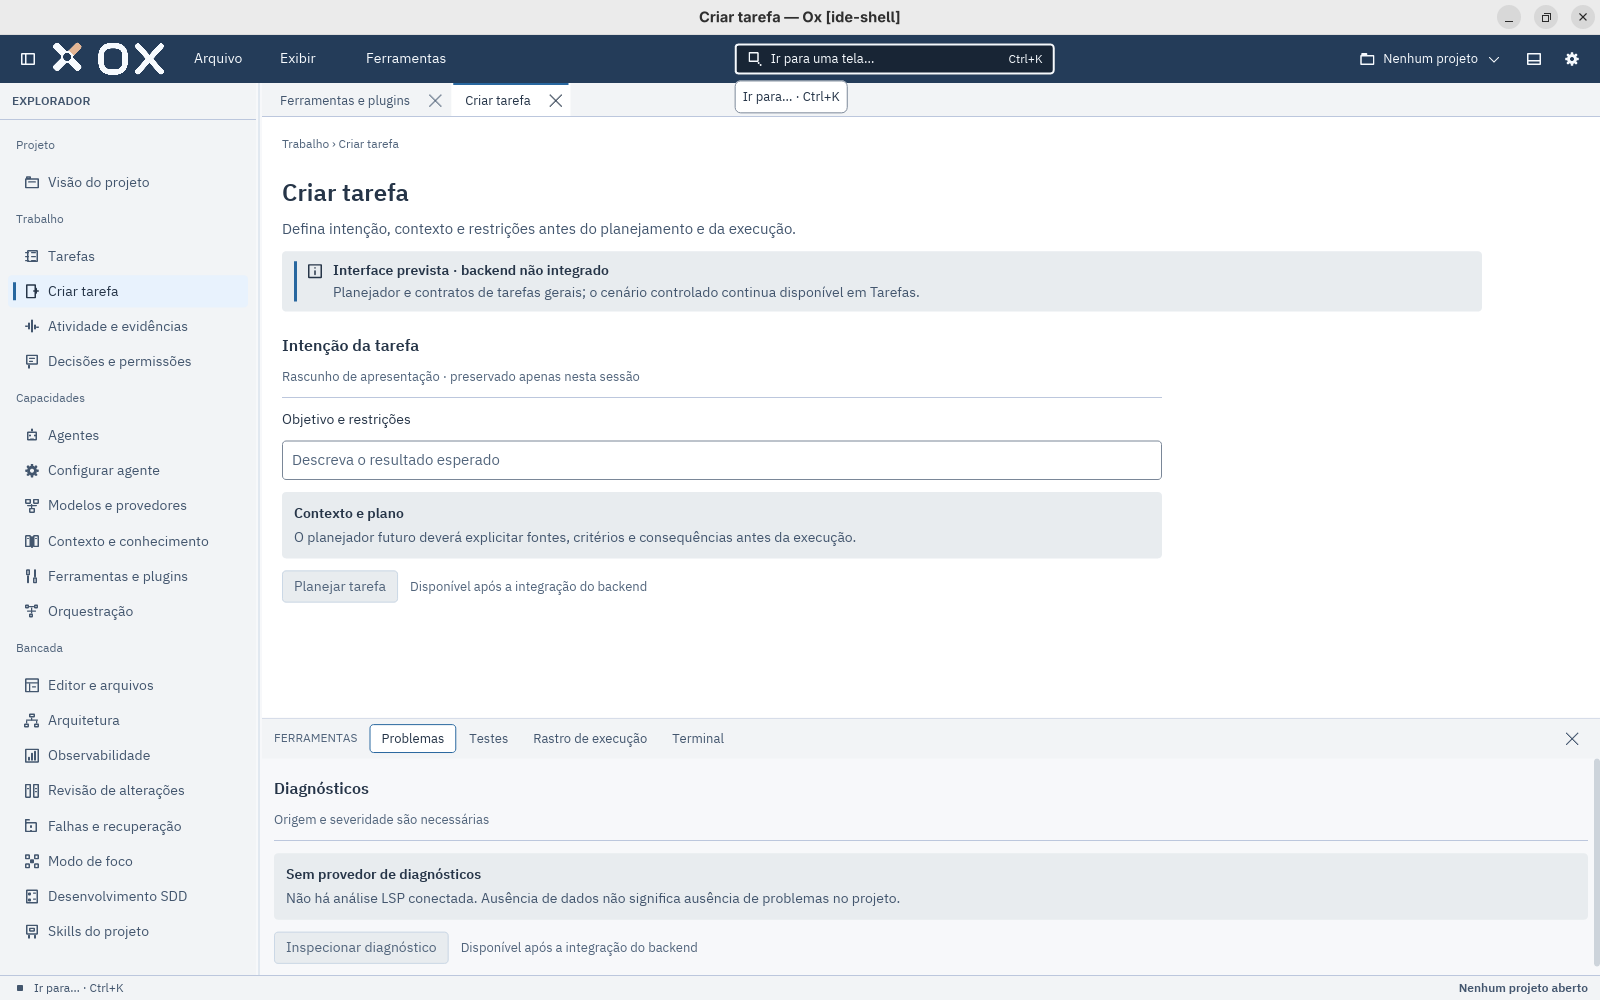 Criar tarefa — Ox [ide-shell]
OX
Arquivo
Exibir
Ferramentas
Ir para uma tela...
Ctrl+K
Nenhum projeto
EXPLORADOR
Ferramentas e plugins
Criar tarefa
Ir para... · Ctrl+K
Projeto
Visão do projeto
Trabalho
Tarefas
Criar tarefa
Atividade e evidências
Decisões e permissões
Capacidades
Agentes
Configurar agente
Modelos e provedores
Contexto e conhecimento
Ferramentas e plugins
Orquestração
Bancada
Editor e arquivos
Arquitetura
Observabilidade
Revisão de alterações
Falhas e recuperação
Modo de foco
Desenvolvimento SDD
Skills do projeto
Trabalho › Criar tarefa
Criar tarefa
Defina intenção, contexto e restrições antes do planejamento e da execução.
Interface prevista · backend não integrado
Planejador e contratos de tarefas gerais; o cenário controlado continua disponível em Tarefas.
Intenção da tarefa
Rascunho de apresentação · preservado apenas nesta sessão
Objetivo e restrições
Descreva o resultado esperado
Contexto e plano
O planejador futuro deverá explicitar fontes, critérios e consequências antes da execução.
Planejar tarefa
Disponível após a integração do backend
FERRAMENTAS
Problemas
Testes
Rastro de execução
Terminal
Diagnósticos
Origem e severidade são necessárias
Sem provedor de diagnósticos
Não há análise LSP conectada. Ausência de dados não significa ausência de problemas no projeto.
Inspecionar diagnóstico
Disponível após a integração do backend
Ir para... · Ctrl+K
Nenhum projeto aberto